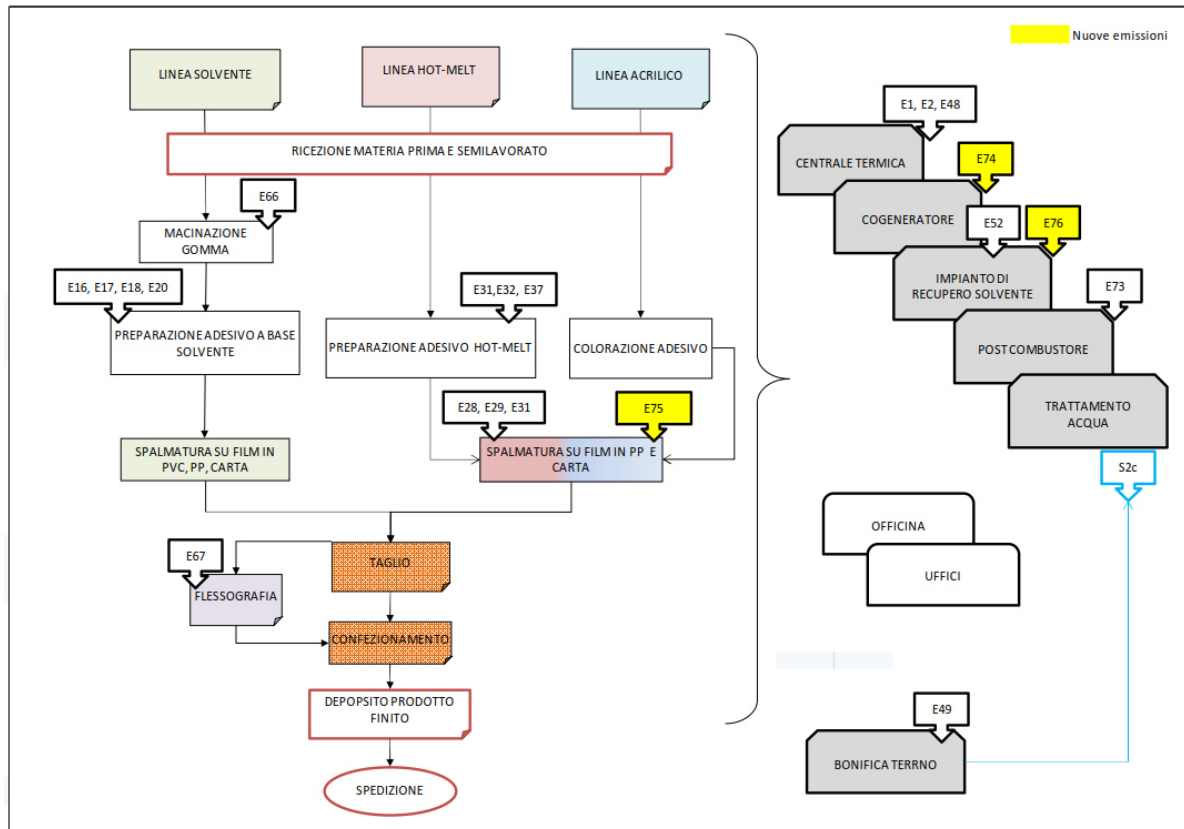 Nuove emissioni
LINEA SOLVENTE
LINEA HOT-MELT
LINEA ACRILICO
RICEZIONE MATERIA PRIMA E SEMILAVORATO
E66
MACINAZIONE
GOMMA
E16, E17, E18, E20
E31,E32, E37
PREPARAZIONE ADESIVO A BASE
SOLVENTE
PREPARAZIONE ADESIVO HOT-MELT
COLORAZIONE ADESIVO
E28, E29, E31
E75
SPALMATURA SU FILM IN
PVC, PP, CARTA
SPALMATURA SU FILM IN PP E
CARTA
TAGLIO
E67
FLESSOGRAFIA
CONFEZIONAMENTO
DEPOPSITO PRODOTTO
FINITO
SPEDIZIONE
E1, E2, E48
CENTRALE TERMICA
E74
COGENERATORE
E52
E76
IMPIANTO DI
RECUPERO SOLVENTE
E73
POST COMBUSTORE
TRATTAMENTO
ACQUA
S2c
OFFICINA
UFFICI
E49
BONIFICA TERRNO